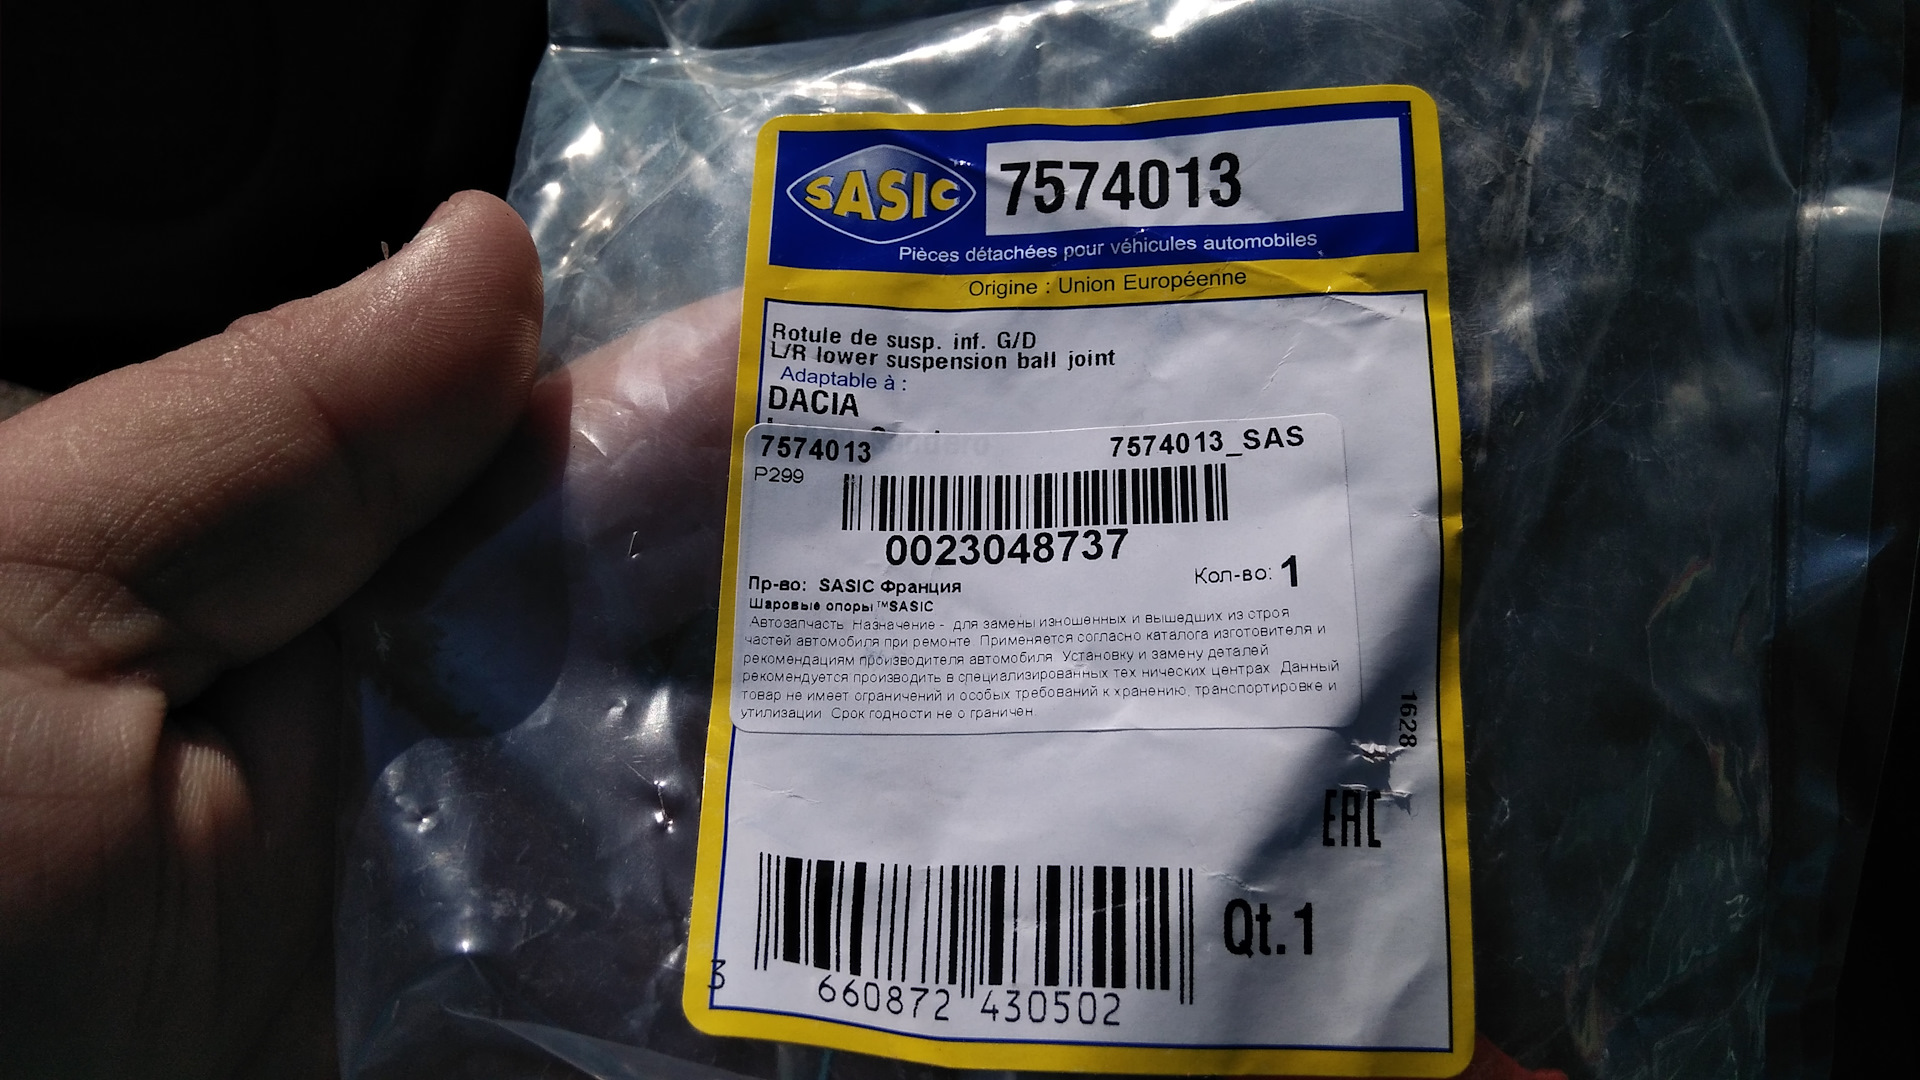 SASIC
7574013
Pièces détachées pour véhicules automobiles
Origine : Union Européenne
Rotule de susp. inf. G/D
L/R lower suspension ball joint
Adaptable à :
DACIA
7574013 7574013_SAS
P299
0023048737
Пр-во: SASIC Франция Кол-во: 1
Шаровые опоры ™SASIC
Автозапчасть. Назначение - для замены изношенных и вышедших из строя
частей автомобиля при ремонте. Применяется согласно каталога изготовителя и
рекомендациям производителя автомобиля. Установку и замену деталей
рекомендуется производить в специализированных тех нических центрах. Данный
товар не имеет ограничений и особых требований к хранению, транспортировке и
утилизации. Срок годности не о граничен.
1628
EAC
Qt.1
3 660872 430502